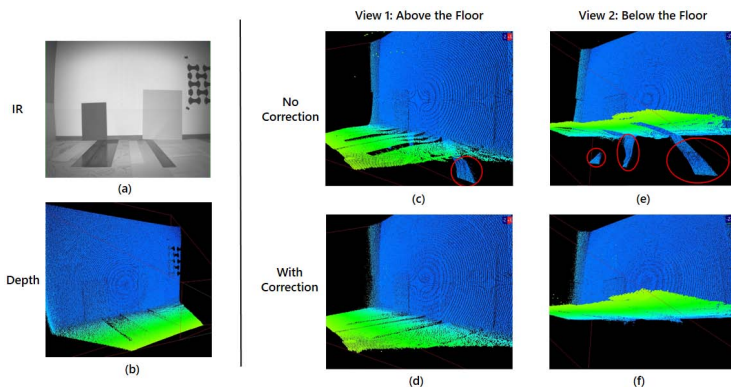 View 1: Above the Floor
View 2: Below the Floor
IR
No
Correction
(a)
(c)
(e)
Depth
With
Correction
(b)
(d)
(f)